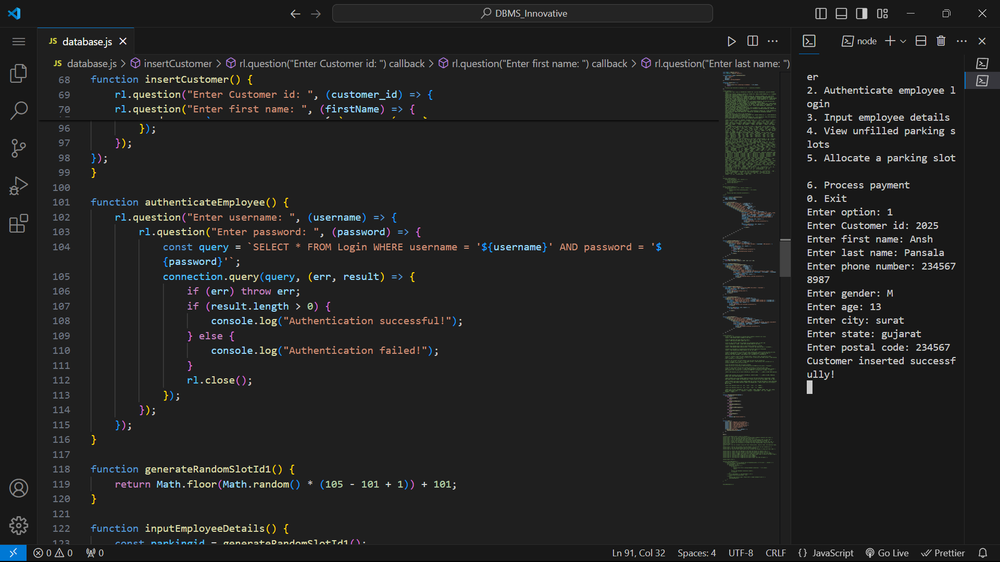 DBMS_Innovative
JS database.js
node
JS database.js > insertCustomer > rl.question("Enter Customer id: ") callback > rl.question("Enter first name: ") callback > rl.question("Enter last name: ")
68 function insertCustomer() {
69 rl.question("Enter Customer id: ", (customer_id) => {
70 rl.question("Enter first name: ", (firstName) => {
96 });
97 });
98 });
99 }
100
101 function authenticateEmployee() {
102 rl.question("Enter username: ", (username) => {
103 rl.question("Enter password: ", (password) => {
104 const query = `SELECT * FROM Login WHERE username = '${username}' AND password = '$
{password}'`;
105 connection.query(query, (err, result) => {
106 if (err) throw err;
107 if (result.length > 0) {
108 console.log("Authentication successful!");
109 } else {
110 console.log("Authentication failed!");
111 }
112 rl.close();
113 });
114 });
115 });
116 }
117
118 function generateRandomSlotId1() {
119 return Math.floor(Math.random() * (105 - 101 + 1)) + 101;
120 }
121
122 function inputEmployeeDetails() {
123 const parkingid = generateRandomSlotId1();
er
2. Authenticate employee l
ogin
3. Input employee details
4. View unfilled parking s
lots
5. Allocate a parking slot
6. Process payment
0. Exit
Enter option: 1
Enter Customer id: 2025
Enter first name: Ansh
Enter last name: Pansala
Enter phone number: 234567
8987
Enter gender: M
Enter age: 13
Enter city: surat
Enter state: gujarat
Enter postal code: 234567
Customer inserted successf
ully!
0 0 0
Ln 91, Col 32 Spaces: 4 UTF-8 CRLF {} JavaScript Go Live Prettier